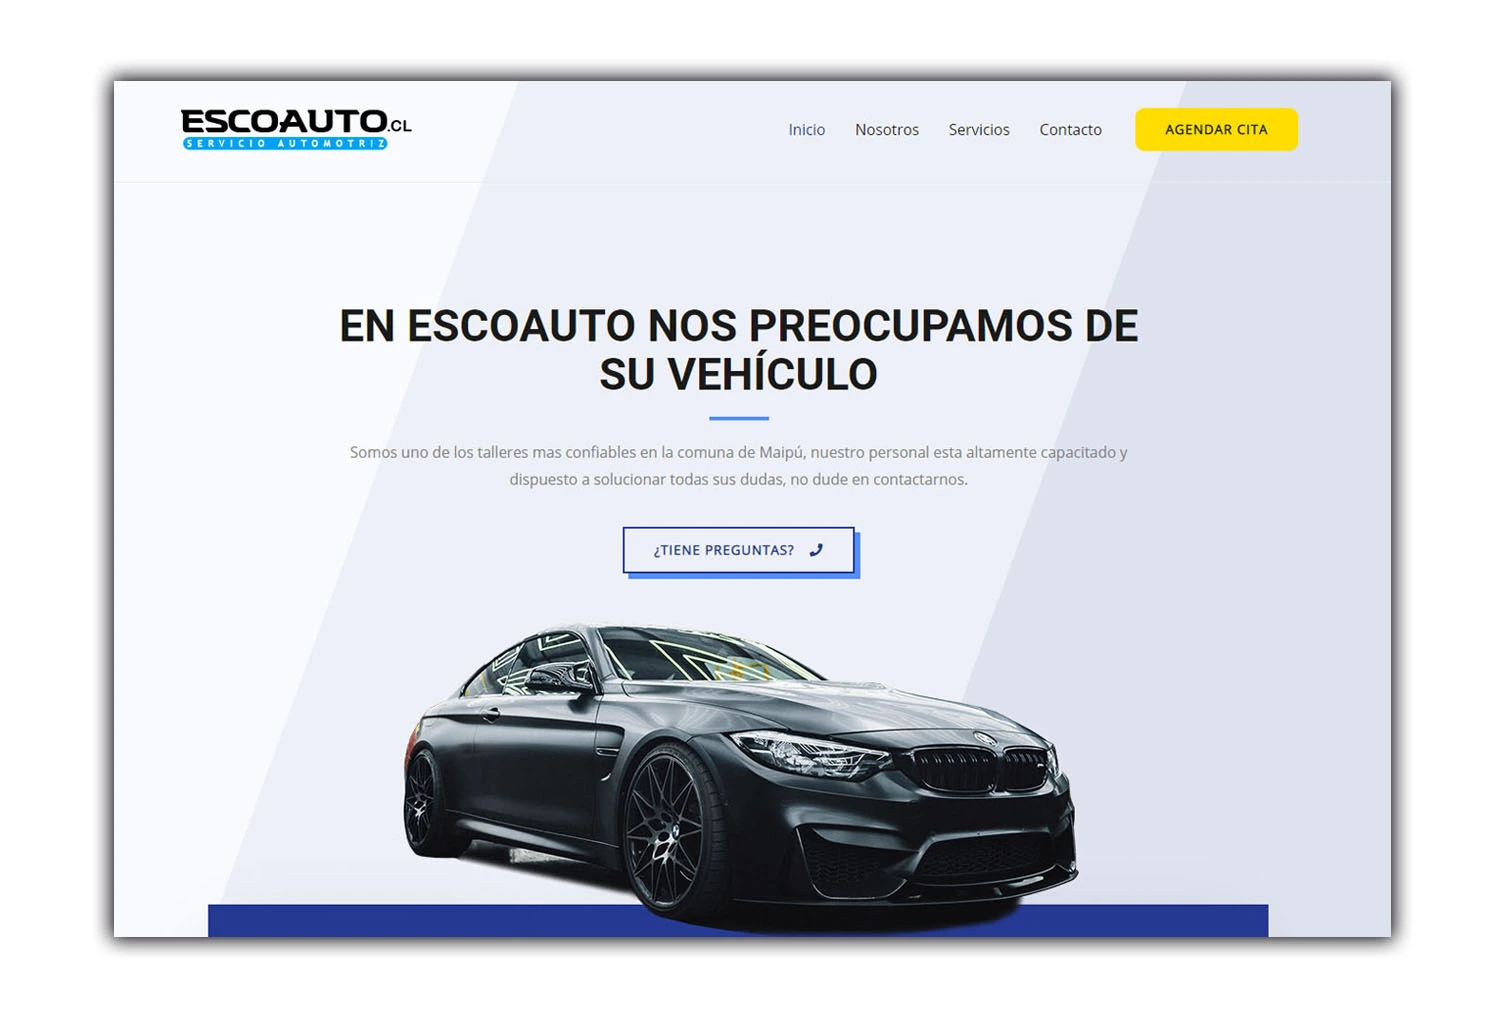 ESCOAUTO.CL
SERVICIO AUTOMOTRIZ
Inicio Nosotros Servicios Contacto AGENDAR CITA
EN ESCOAUTO NOS PREOCUPAMOS DE
SU VEHÍCULO
Somos uno de los talleres mas confiables en la comuna de Maipú, nuestro personal esta altamente capacitado y
dispuesto a solucionar todas sus dudas, no dude en contactarnos.
¿TIENE PREGUNTAS?